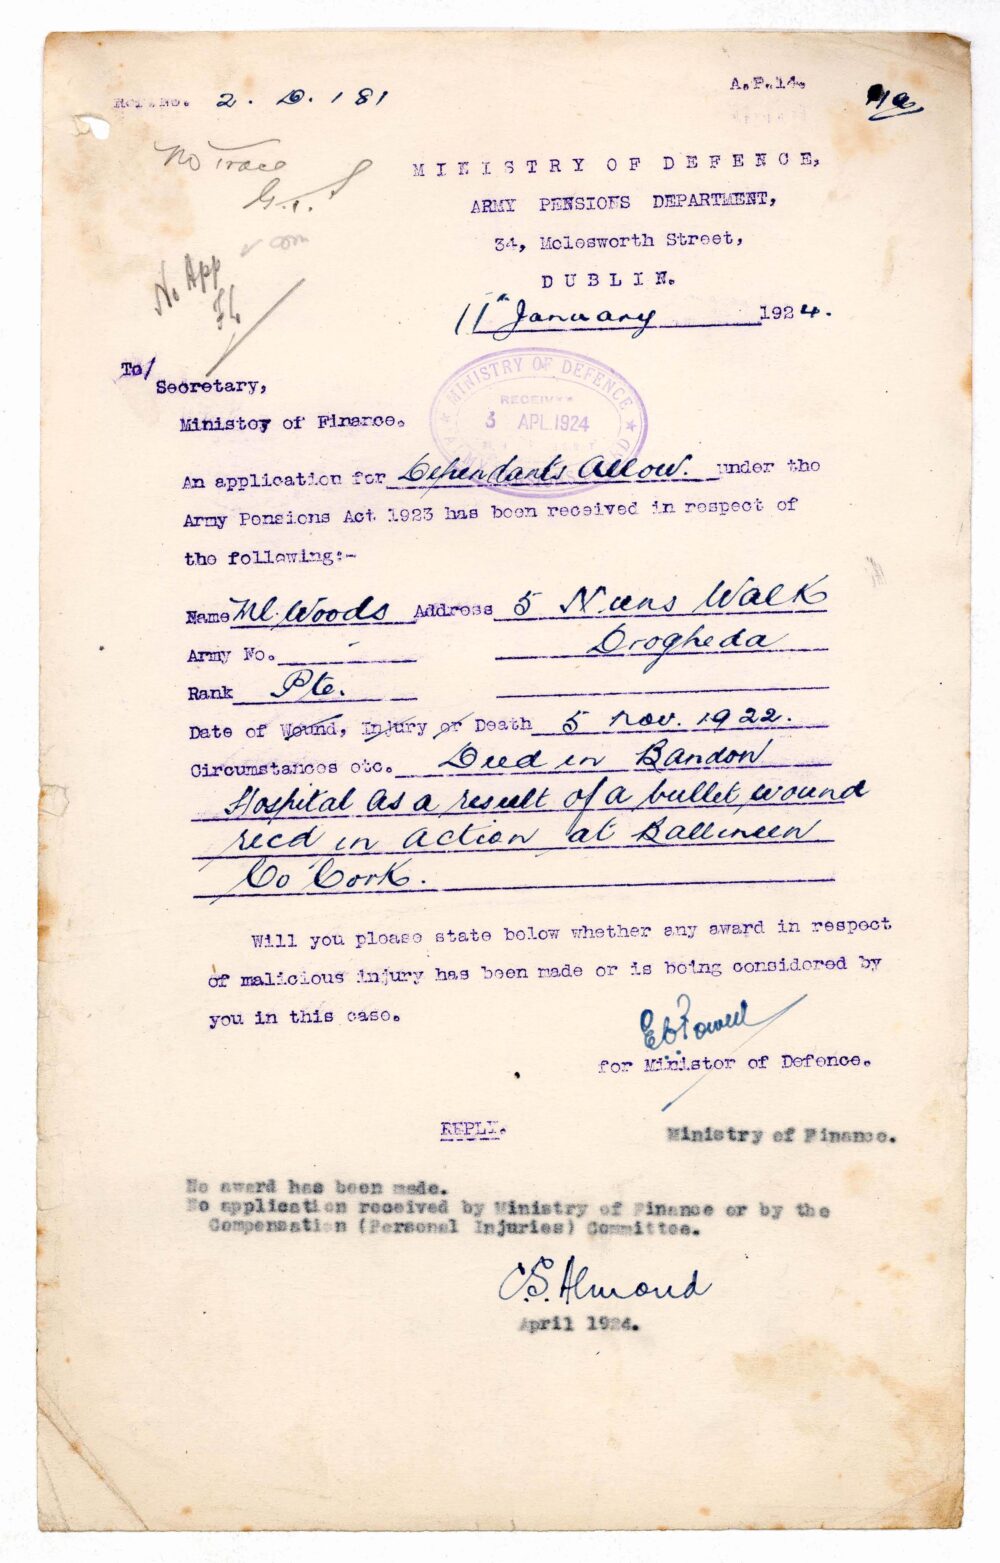 Ref. No. 2. D. 181
A.P.14.
No Trace
MINISTRY OF DEFENCE,
ARMY PENSIONS DEPARTMENT,
34, Molesworth Street,
DUBLIN.
No App
11th January 1924.
To/
Secretary,
Ministoy of Finance.
MINISTRY OF DEFENCE
RECEIVED
3 APL 1924
An application for Dependants Allow. under the
Army Pensions Act 1923 has been received in respect of
the following:-
Name Ml. Woods Address 5 Nuns Walk
Army No. - Drogheda
Rank Pte.
Date of Wound, Injury or Death 5 Nov. 1922.
Circumstances etc. Died in Bandon
Hospital as a result of a bullet wound
recd in action at Ballineen
Co Cork.
Will you please state below whether any award in respect
of malicious injury has been made or is being considered by
you in this case.
for Minister of Defence.
REPLY.
Ministry of Finance.
No award has been made.
No application received by Ministry of Finance or by the
Compensation (Personal Injuries) Committee.
C.S. Almond
April 1924.